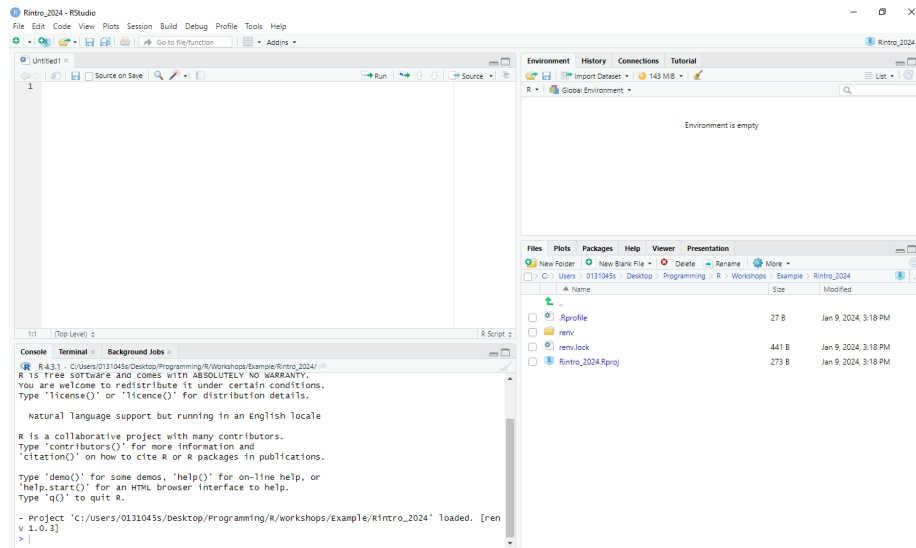 Rintro_2024 - RStudio
File Edit Code View Plots Session Build Debug Profile Tools Help
Go to file/function Addins Rintro_2024
Untitled1
Source on Save Run Source
1
1:1 (Top Level) R Script
Console Terminal Background Jobs
R 4.3.1 · C:/Users/0131045s/Desktop/Programming/R/Workshops/Example/Rintro_2024/
R is free software and comes with ABSOLUTELY NO WARRANTY.
You are welcome to redistribute it under certain conditions.
Type 'license()' or 'licence()' for distribution details.
Natural language support but running in an English locale
R is a collaborative project with many contributors.
Type 'contributors()' for more information and
'citation()' on how to cite R or R packages in publications.
Type 'demo()' for some demos, 'help()' for on-line help, or
'help.start()' for an HTML browser interface to help.
Type 'q()' to quit R.
- Project 'C:/Users/0131045s/Desktop/Programming/R/Workshops/Example/Rintro_2024' loaded. [ren
v 1.0.3]
>
Environment History Connections Tutorial
Import Dataset 143 MiB List
R Global Environment
Environment is empty
Files Plots Packages Help Viewer Presentation
New Folder New Blank File Delete Rename More
C: > Users > 0131045s > Desktop > Programming > R > Workshops > Example > Rintro_2024
Name Size Modified
..
.Rprofile 27 B Jan 9, 2024, 3:18 PM
renv
renv.lock 441 B Jan 9, 2024, 3:18 PM
Rintro_2024.Rproj 273 B Jan 9, 2024, 3:18 PM